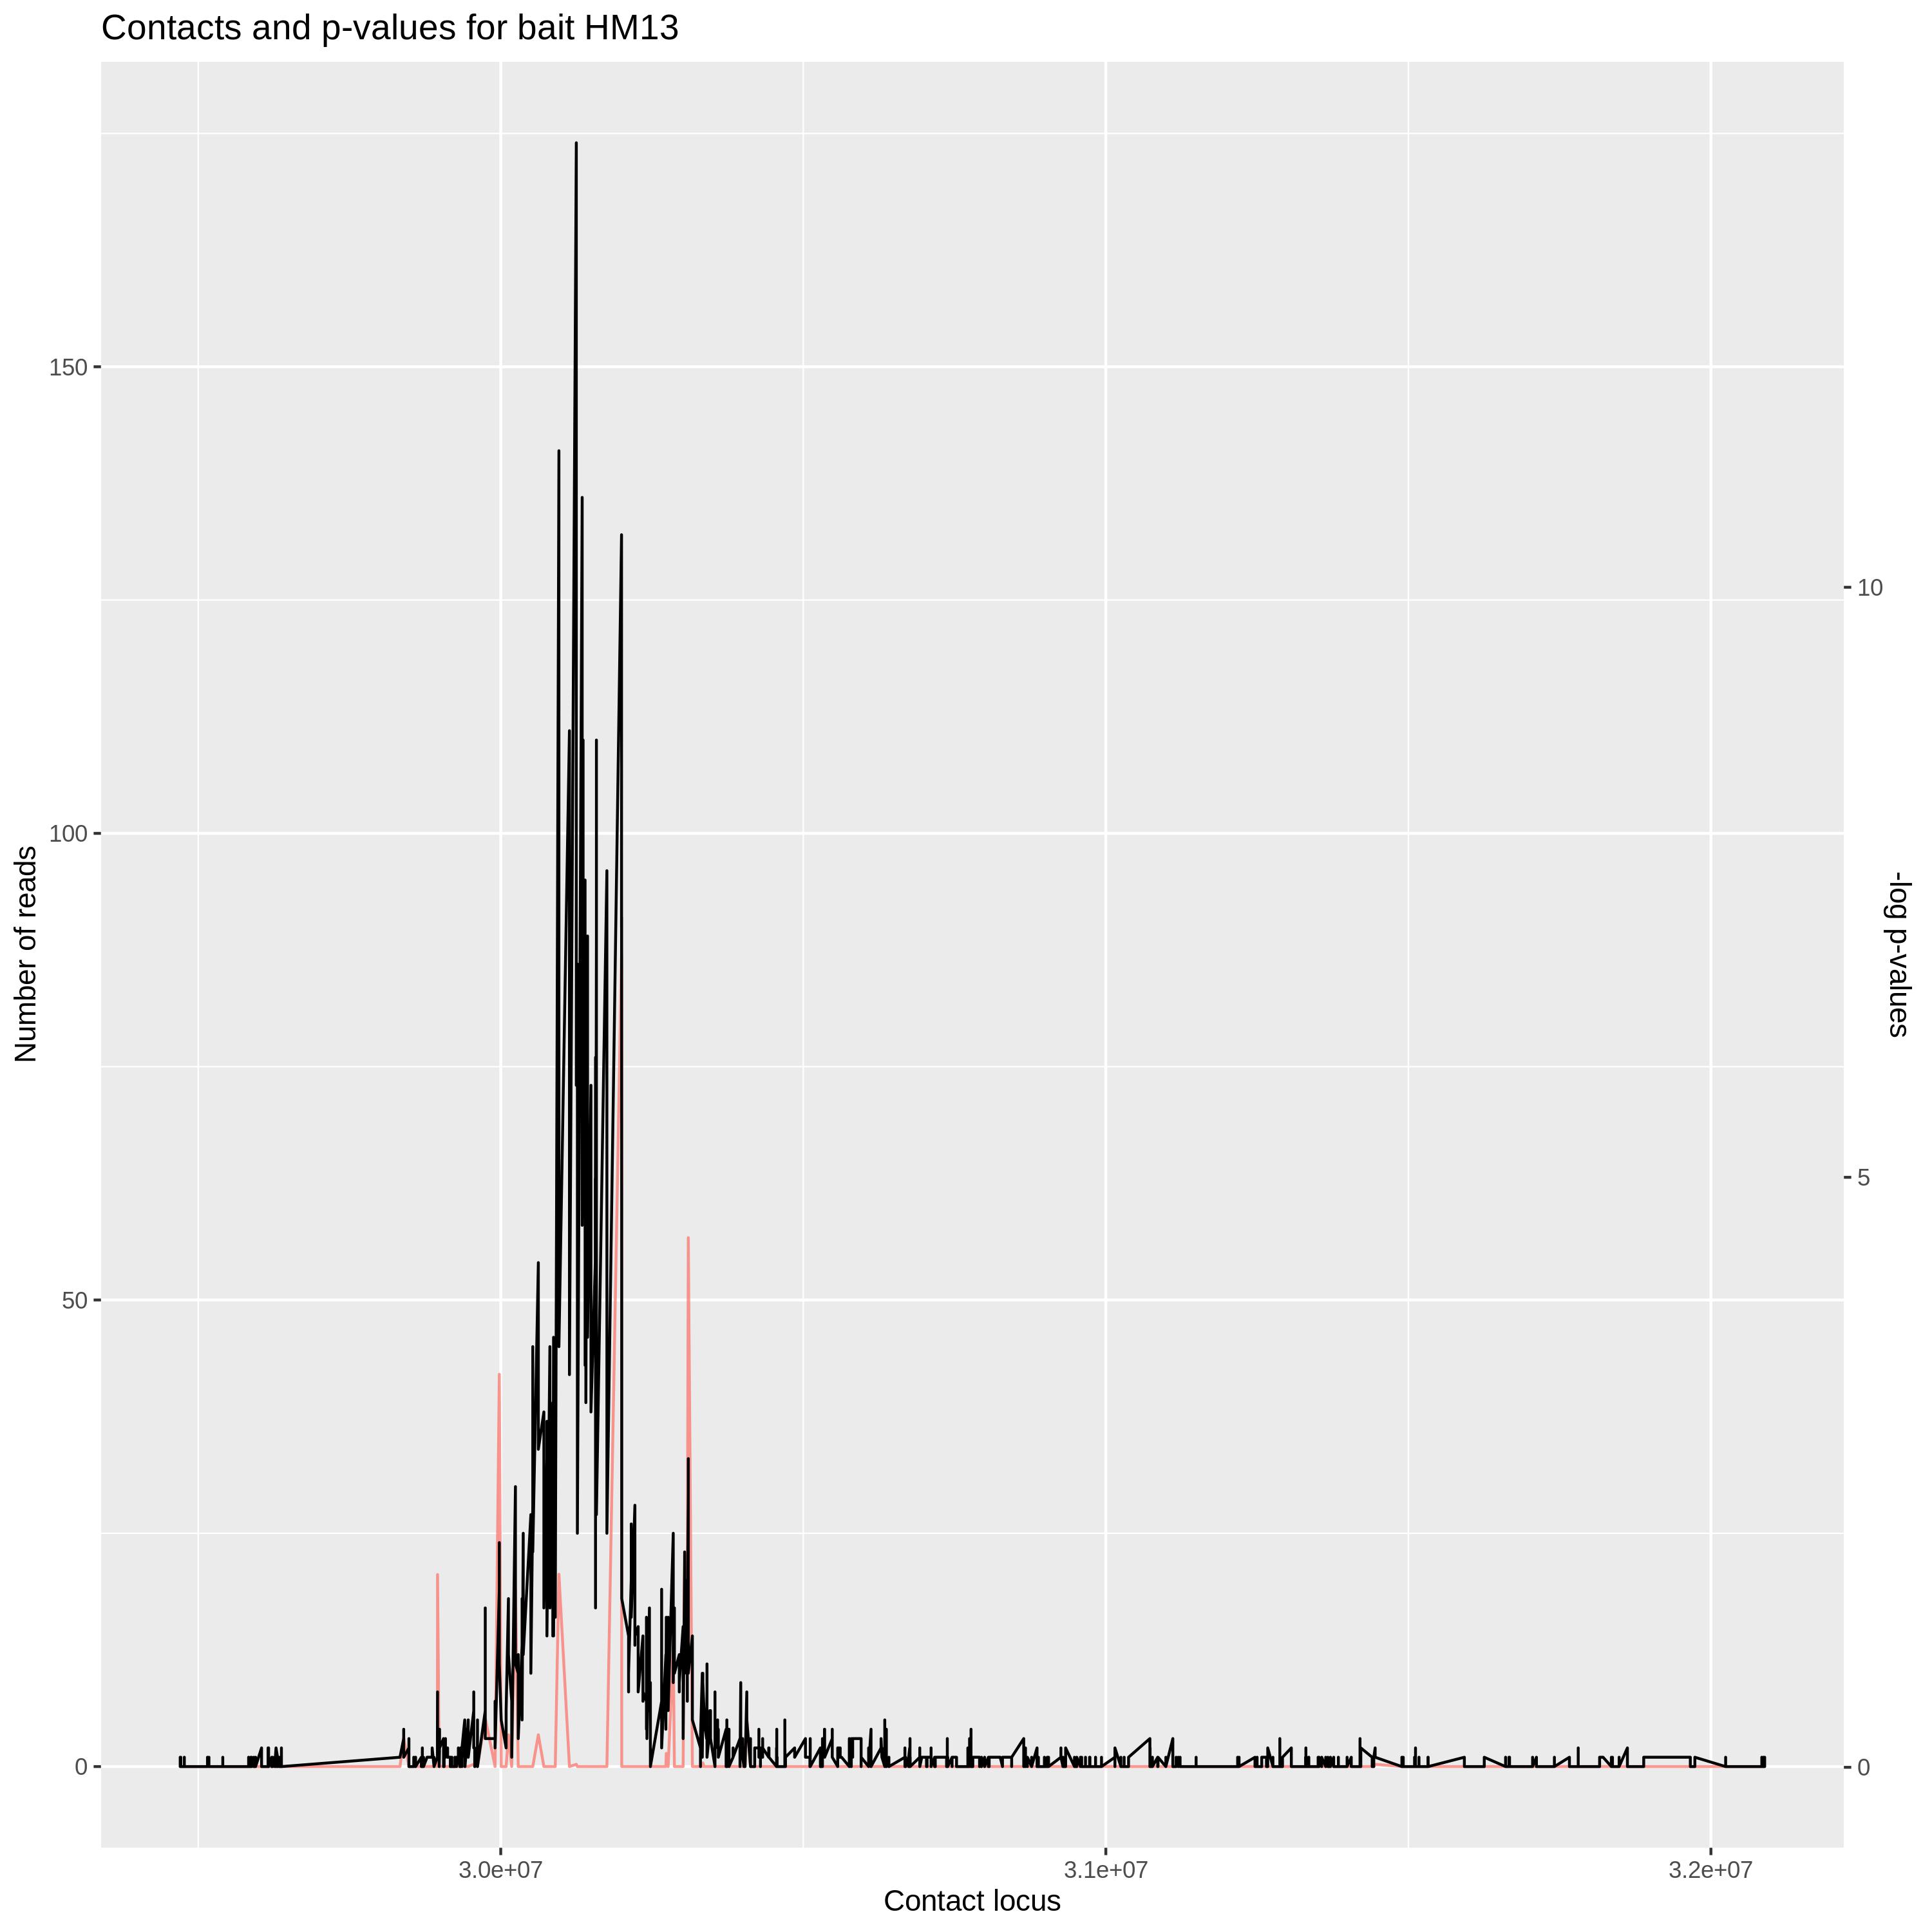 Contacts and p-values for bait HM13
150
100
50
0
Number of reads
10
5
0
-log p-values
3.0e+07
3.1e+07
3.2e+07
Contact locus